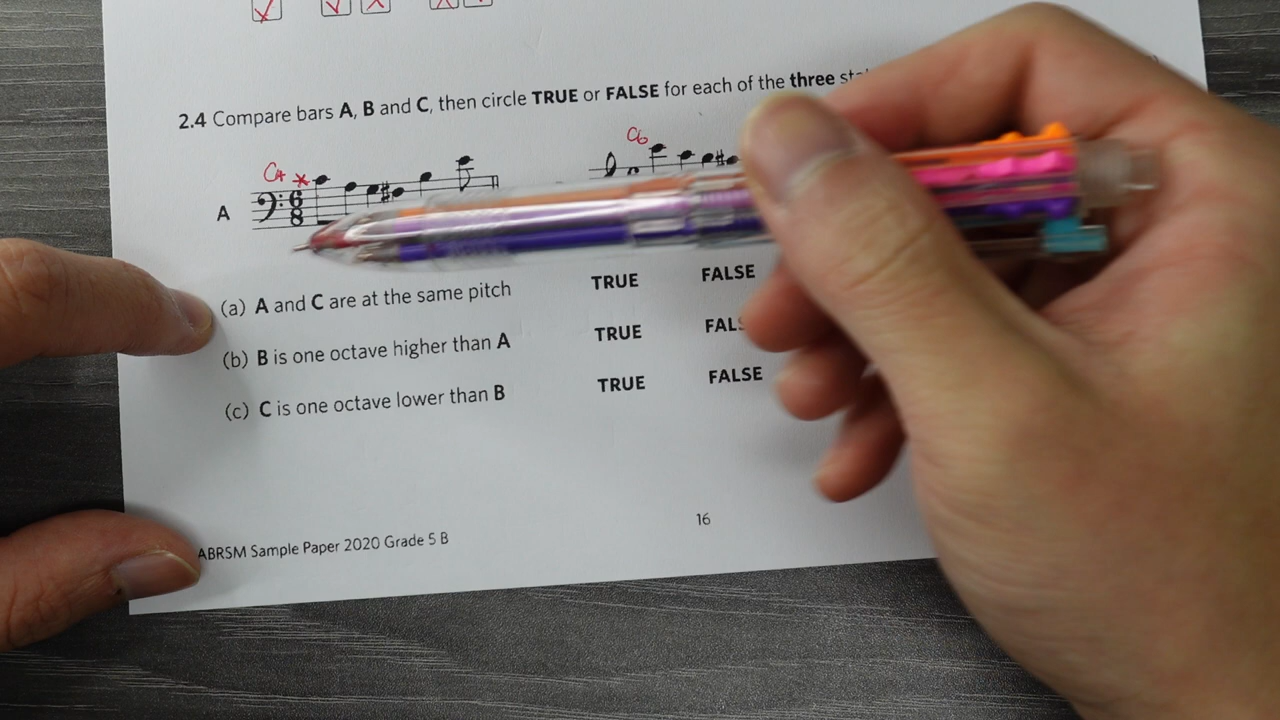 2.4 Compare bars A, B and C, then circle TRUE or FALSE for each of the three
C4 C6
A 6 8
(a) A and C are at the same pitch TRUE FALSE
(b) B is one octave higher than A TRUE
(c) C is one octave lower than B TRUE FALSE
16
ABRSM Sample Paper 2020 Grade 5 B